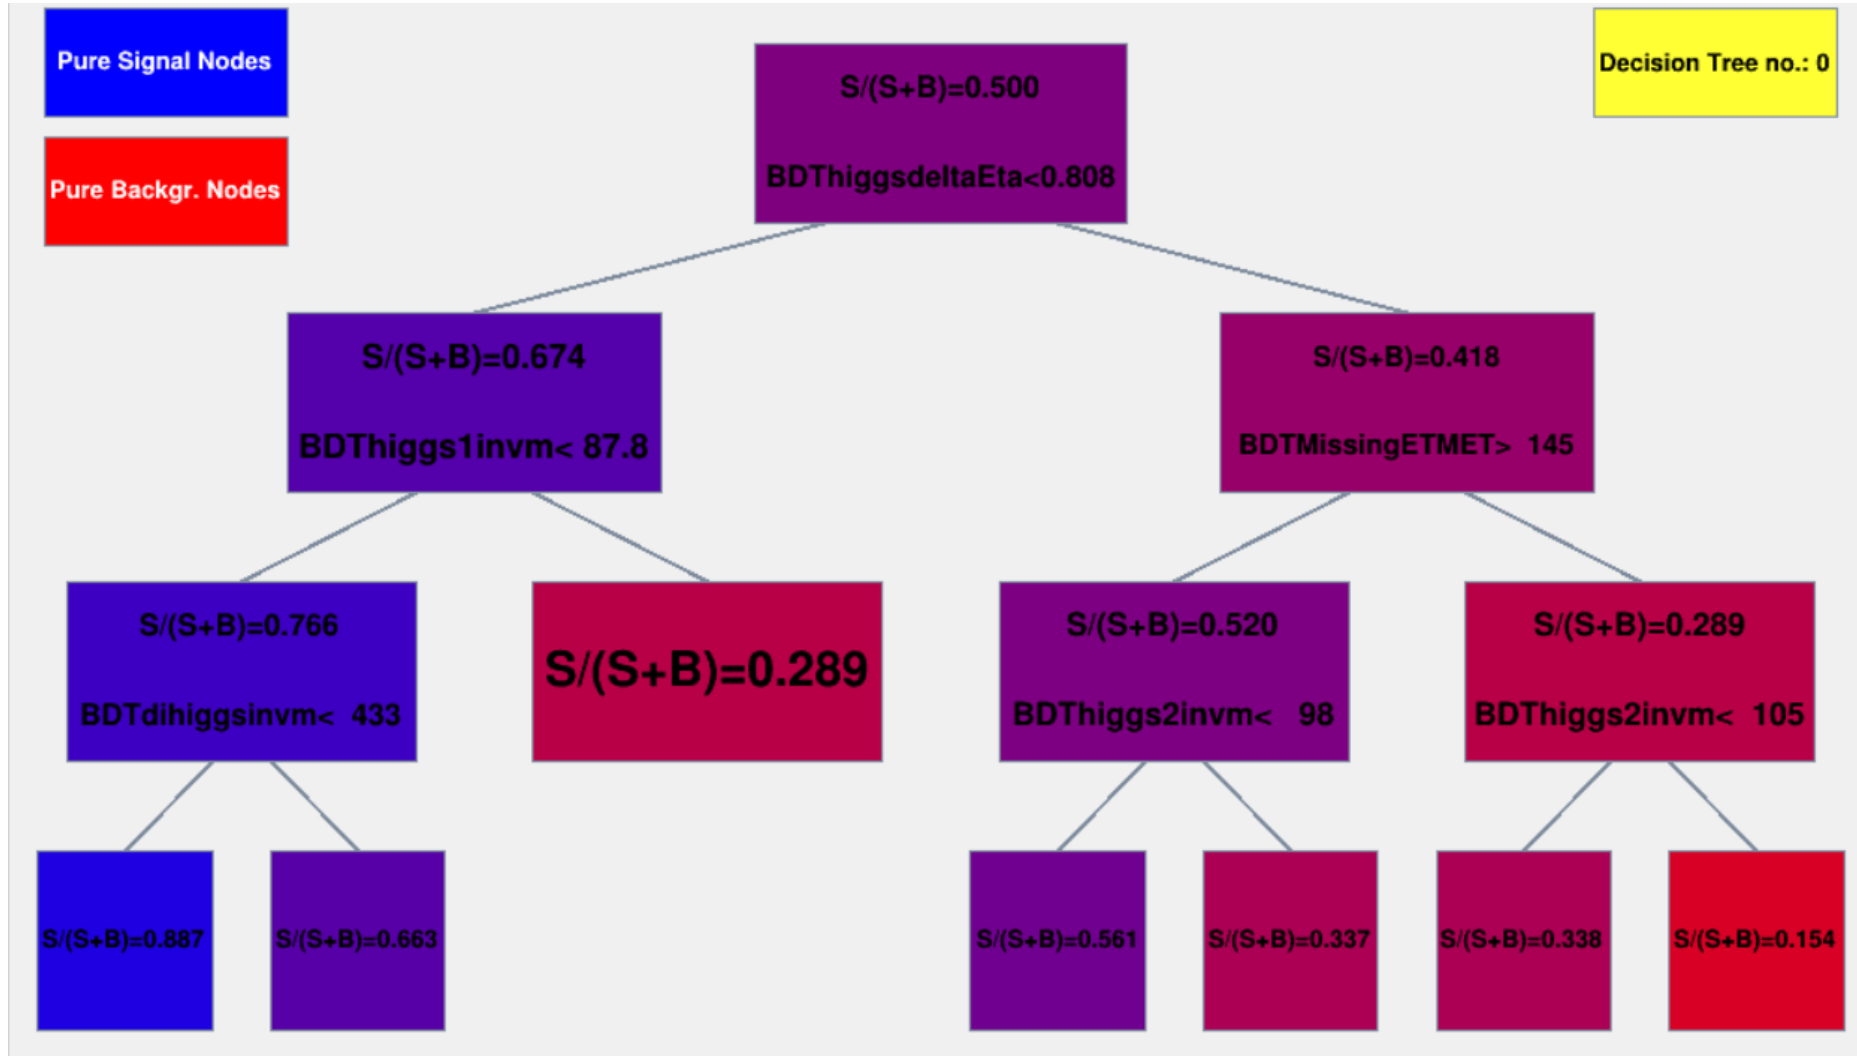 Pure Signal Nodes
Pure Backgr. Nodes
Decision Tree no.: 0
S/(S+B)=0.500
BDThiggsdeltaEta<0.808
S/(S+B)=0.674
BDThiggs1invm< 87.8
S/(S+B)=0.418
BDTMissingETMET> 145
S/(S+B)=0.766
BDTdihiggsinvm< 433
S/(S+B)=0.289
S/(S+B)=0.520
BDThiggs2invm< 98
S/(S+B)=0.289
BDThiggs2invm< 105
S/(S+B)=0.887
S/(S+B)=0.663
S/(S+B)=0.561
S/(S+B)=0.337
S/(S+B)=0.338
S/(S+B)=0.154